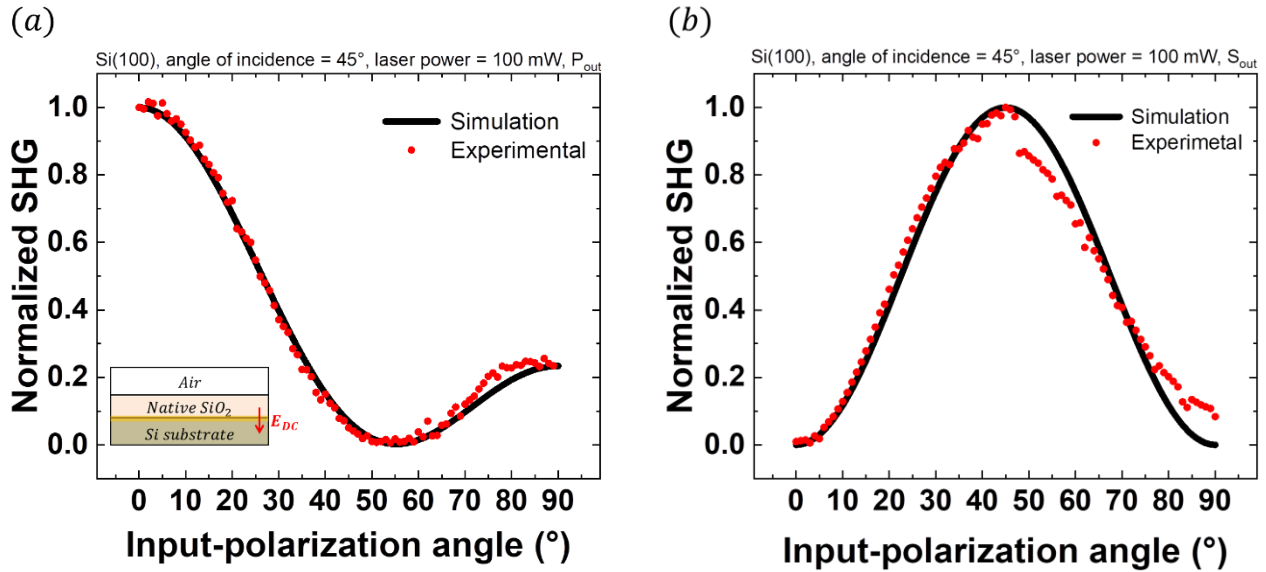 (a)
Si(100), angle of incidence = 45°, laser power = 100 mW, P_out
Normalized SHG
1.0
0.8
0.6
0.4
0.2
0.0
Simulation
Experimental
Air
Native SiO₂
E_DC
Si substrate
0 10 20 30 40 50 60 70 80 90
Input-polarization angle (°)
(b)
Si(100), angle of incidence = 45°, laser power = 100 mW, S_out
Normalized SHG
1.0
0.8
0.6
0.4
0.2
0.0
Simulation
Experimetal
0 10 20 30 40 50 60 70 80 90
Input-polarization angle (°)